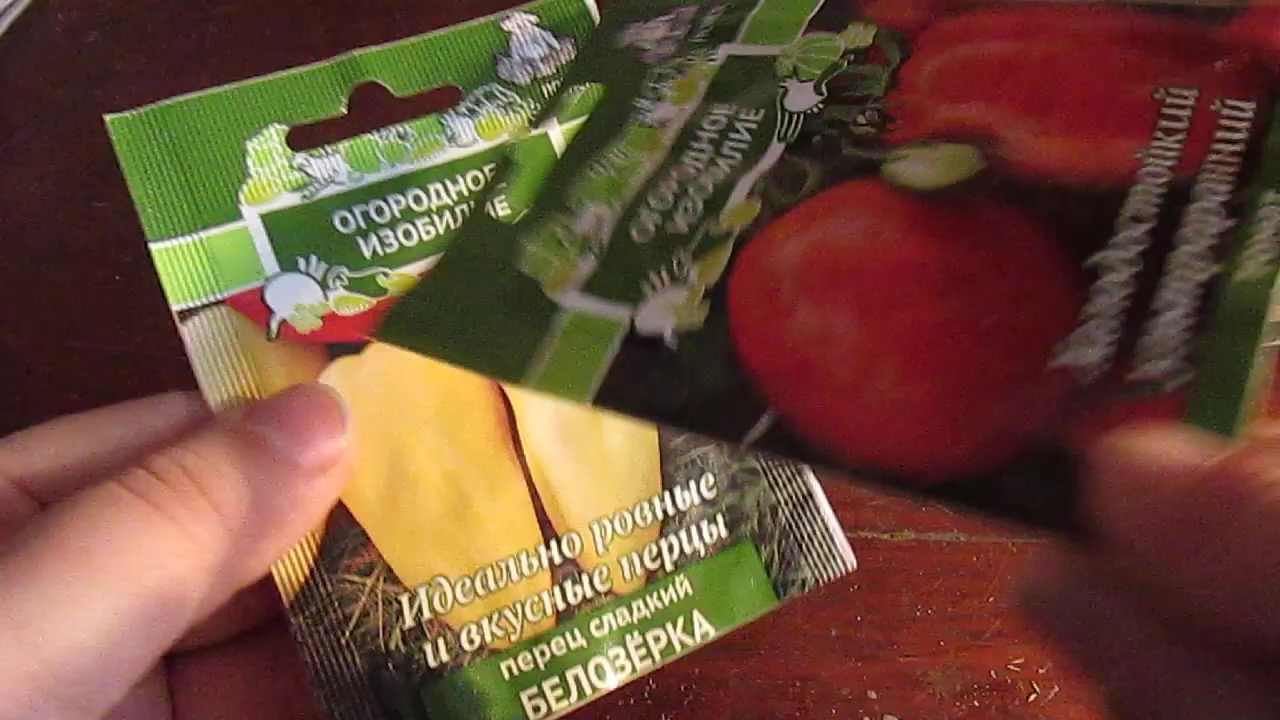 ОГОРОДНОЕ
ИЗОБИЛИЕ
Идеально ровные
и вкусные перцы
перец сладкий
БЕЛОЗЁРКА
ОГОРОДНОЕ
ИЗОБИЛИЕ